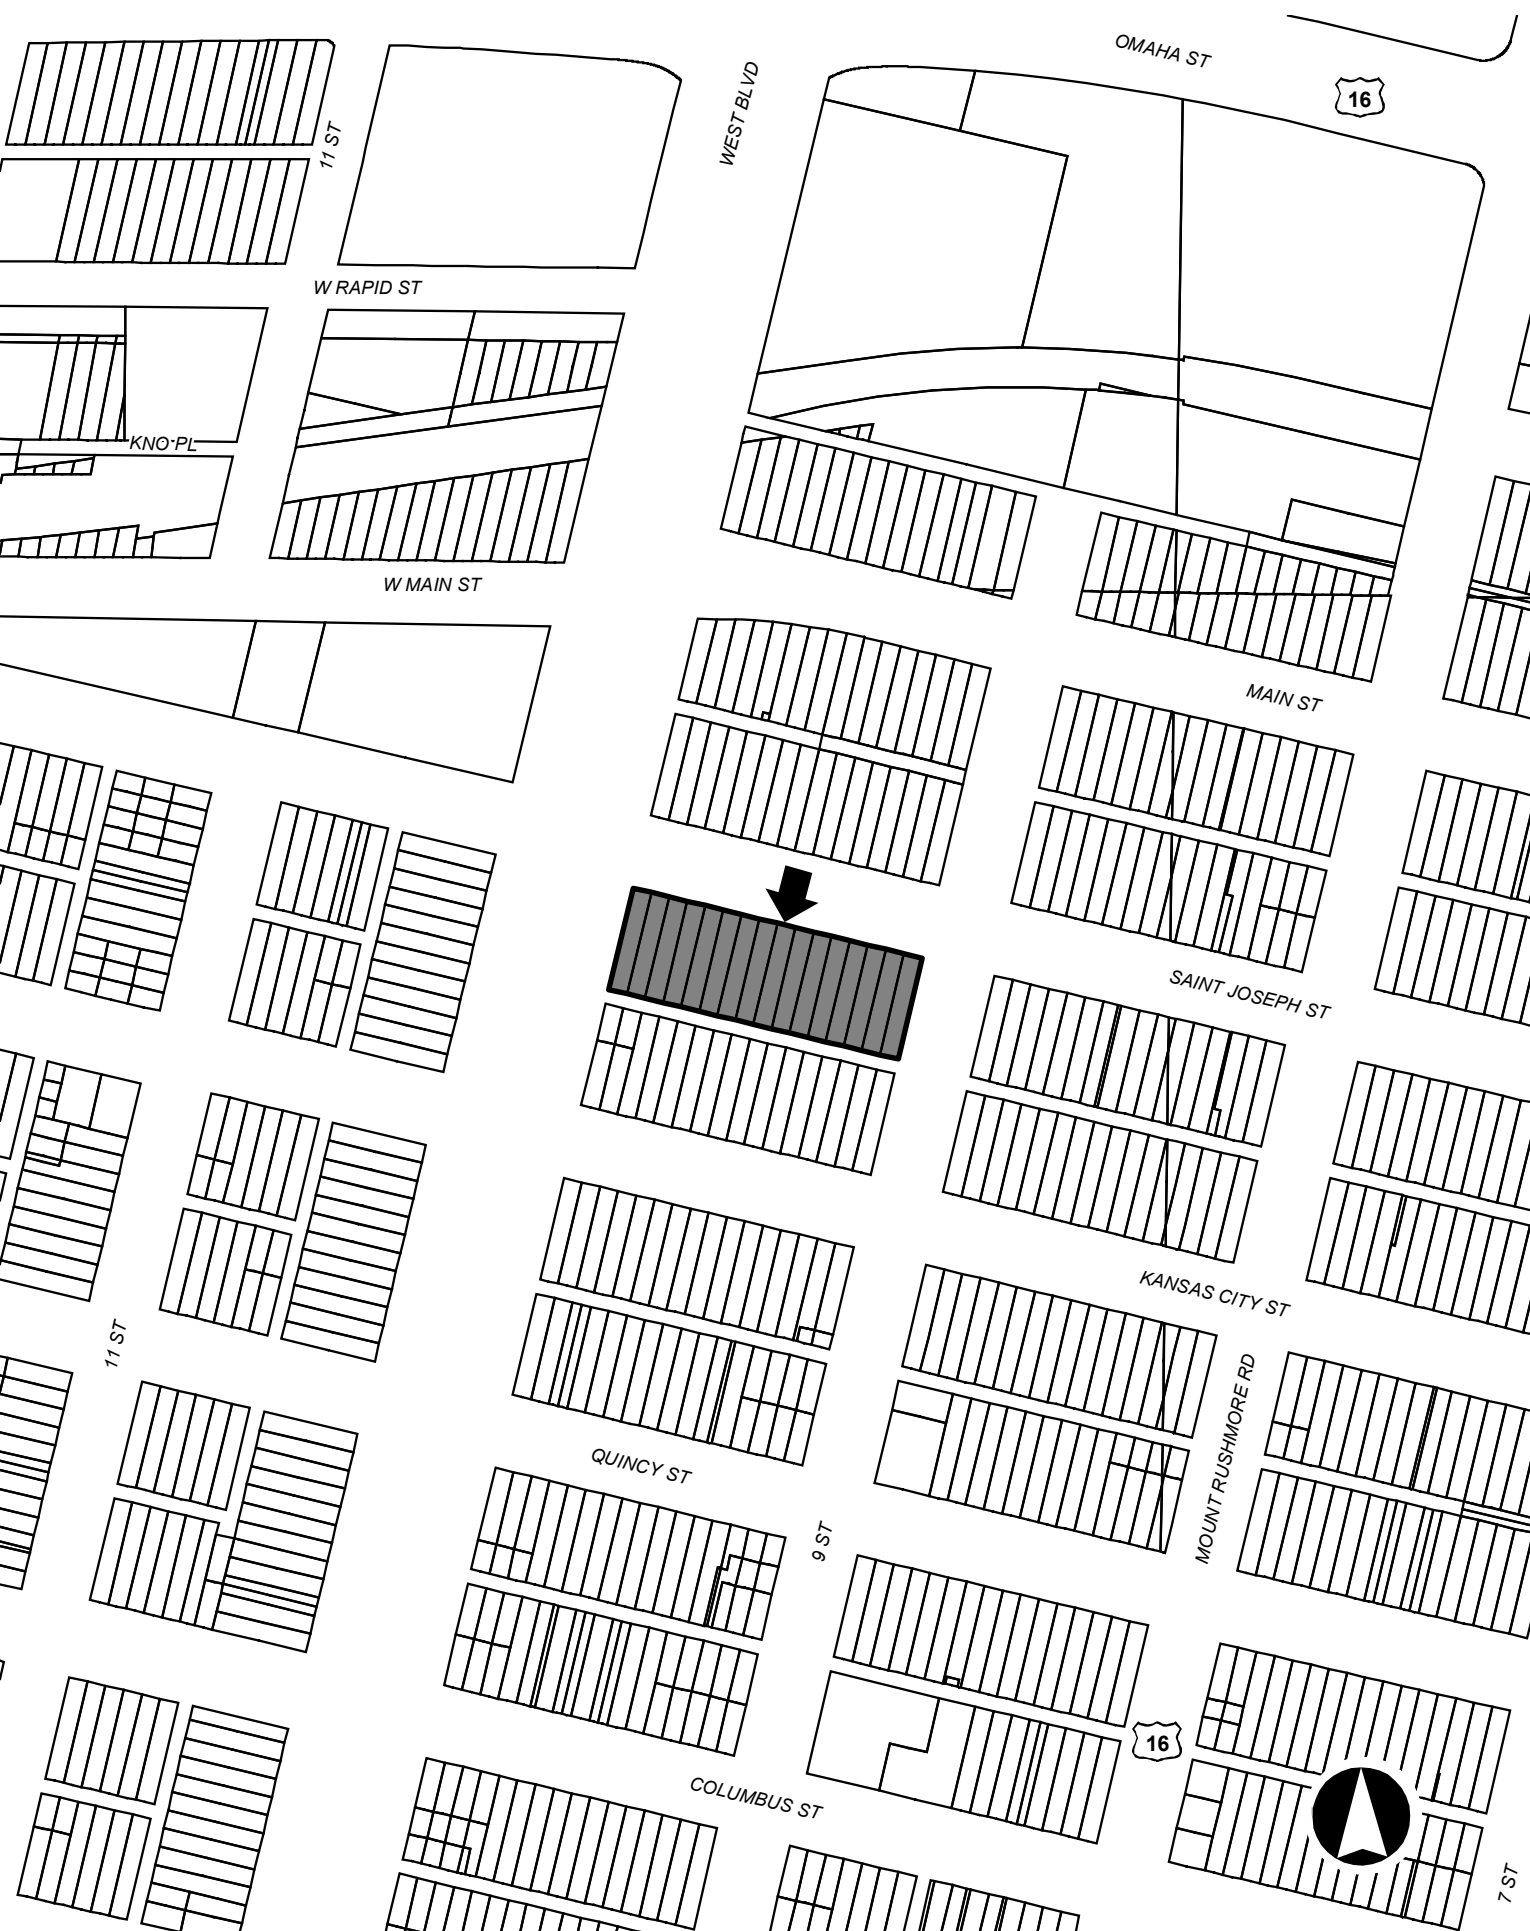 OMAHA ST
WEST BLVD
16
11 ST
W RAPID ST
KNO PL
W MAIN ST
MAIN ST
SAINT JOSEPH ST
KANSAS CITY ST
11 ST
MOUNT RUSHMORE RD
QUINCY ST
9 ST
16
COLUMBUS ST
7 ST